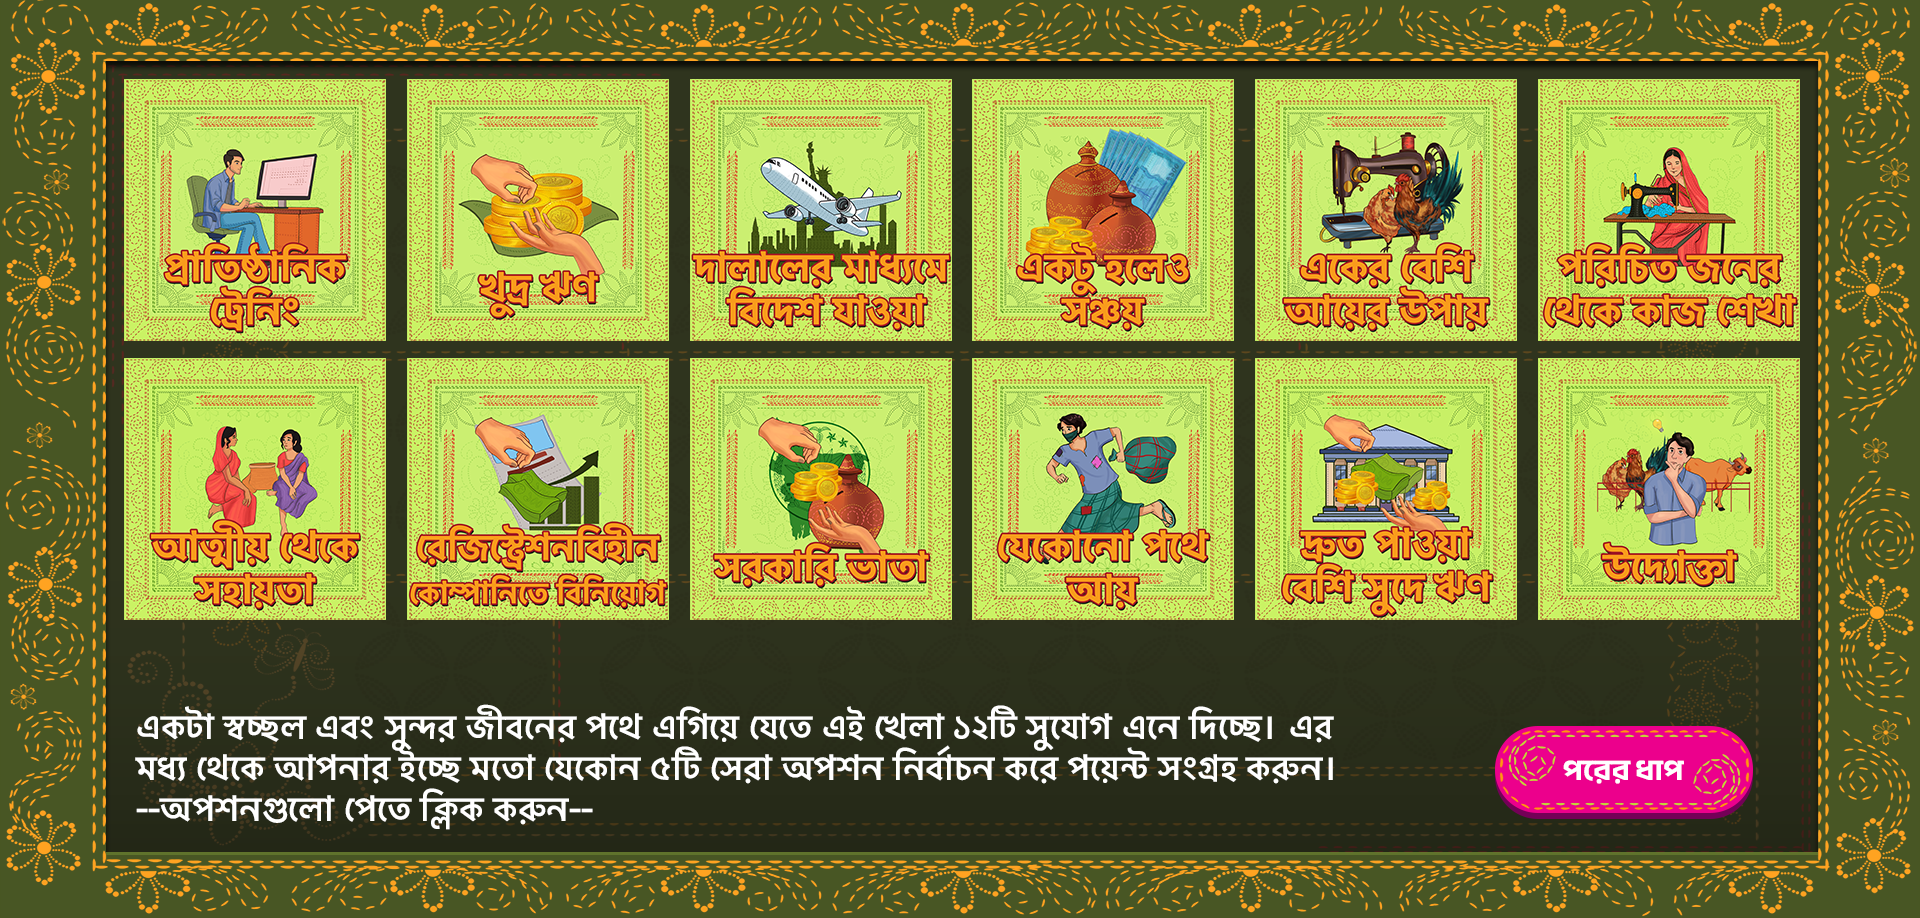 প্রাতিষ্ঠানিক
ট্রেনিং
খুদ্র ঋণ
দালালের মাধ্যমে
বিদেশ যাওয়া
একটু হলেও
সঞ্চয়
একের বেশি
আয়ের উপায়
পরিচিত জনের
থেকে কাজ শেখা
আত্মীয় থেকে
সহায়তা
রেজিস্ট্রেশনবিহীন
কোম্পানিতে বিনিয়োগ
সরকারি ভাতা
যেকোনো পথে
আয়
দ্রুত পাওয়া
বেশি সুদে ঋণ
উদ্যোক্তা
একটা স্বচ্ছল এবং সুন্দর জীবনের পথে এগিয়ে যেতে এই খেলা ১২টি সুযোগ এনে দিচ্ছে। এর
মধ্য থেকে আপনার ইচ্ছে মতো যেকোন ৫টি সেরা অপশন নির্বাচন করে পয়েন্ট সংগ্রহ করুন।
--অপশনগুলো পেতে ক্লিক করুন--
পরের ধাপ